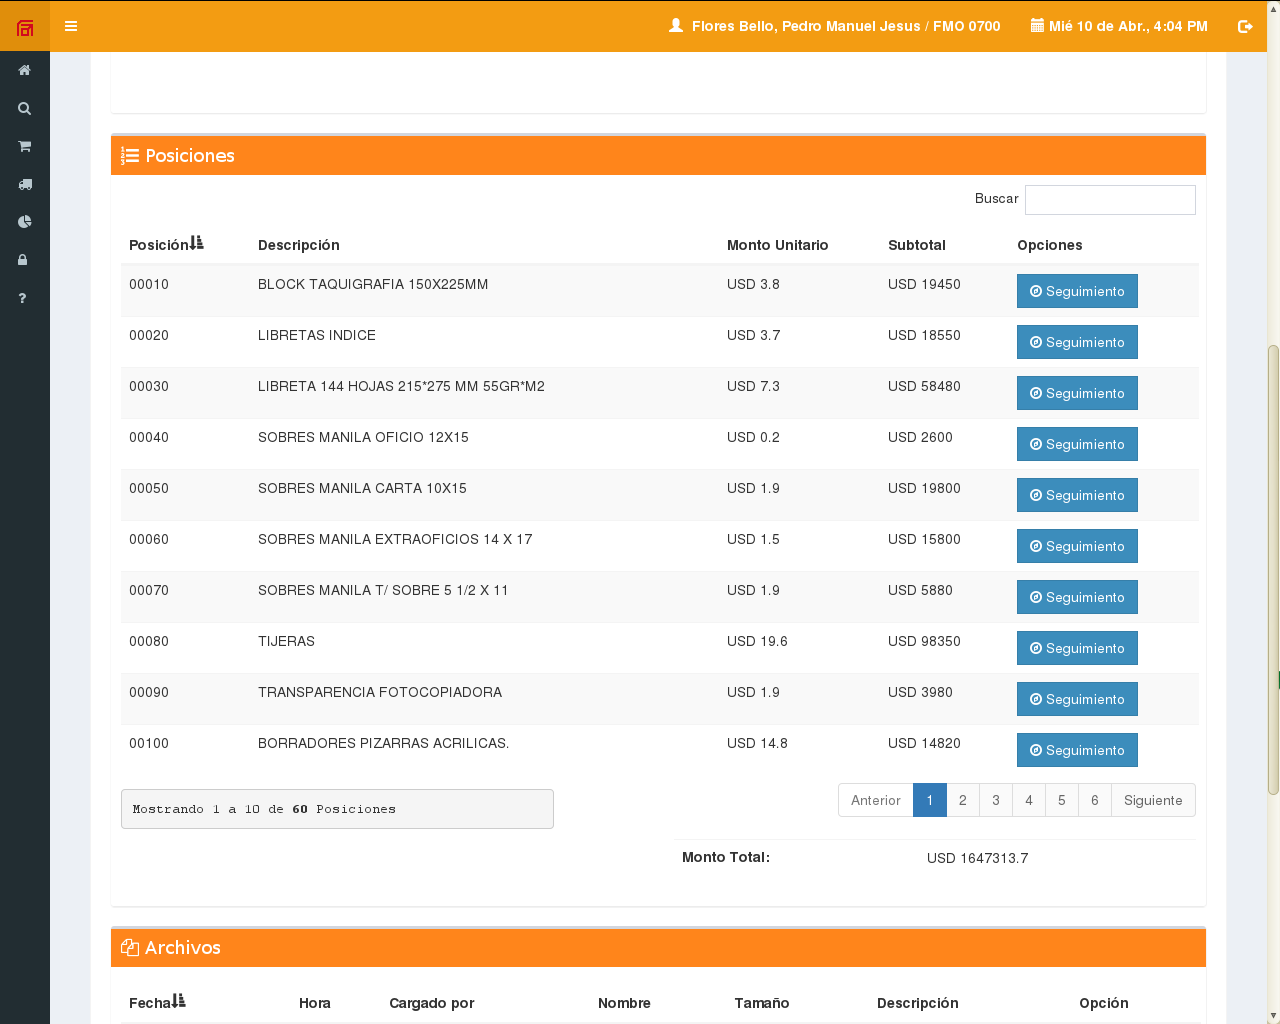 Flores Bello, Pedro Manuel Jesus / FMO 0700 Mié 10 de Abr., 4:04 PM
Posiciones
Buscar
Posición Descripción Monto Unitario Subtotal Opciones
00010 BLOCK TAQUIGRAFIA 150X225MM USD 3.8 USD 19450 Seguimiento
00020 LIBRETAS INDICE USD 3.7 USD 18550 Seguimiento
00030 LIBRETA 144 HOJAS 215*275 MM 55GR*M2 USD 7.3 USD 58480 Seguimiento
00040 SOBRES MANILA OFICIO 12X15 USD 0.2 USD 2600 Seguimiento
00050 SOBRES MANILA CARTA 10X15 USD 1.9 USD 19800 Seguimiento
00060 SOBRES MANILA EXTRAOFICIOS 14 X 17 USD 1.5 USD 15800 Seguimiento
00070 SOBRES MANILA T/ SOBRE 5 1/2 X 11 USD 1.9 USD 5880 Seguimiento
00080 TIJERAS USD 19.6 USD 98350 Seguimiento
00090 TRANSPARENCIA FOTOCOPIADORA USD 1.9 USD 3980 Seguimiento
00100 BORRADORES PIZARRAS ACRILICAS. USD 14.8 USD 14820 Seguimiento
Mostrando 1 a 10 de 60 Posiciones Anterior 1 2 3 4 5 6 Siguiente
Monto Total: USD 1647313.7
Archivos
Fecha Hora Cargado por Nombre Tamaño Descripción Opción